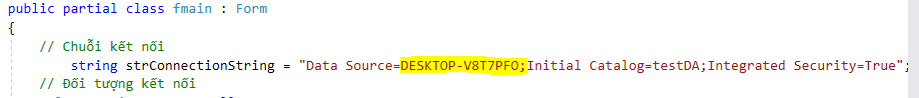 public partial class fmain : Form
{
// Chuỗi kết nối
string strConnectionString = "Data Source=DESKTOP-V8T7PFO;Initial Catalog=testDA;Integrated Security=True";
// Đối tượng kết nối